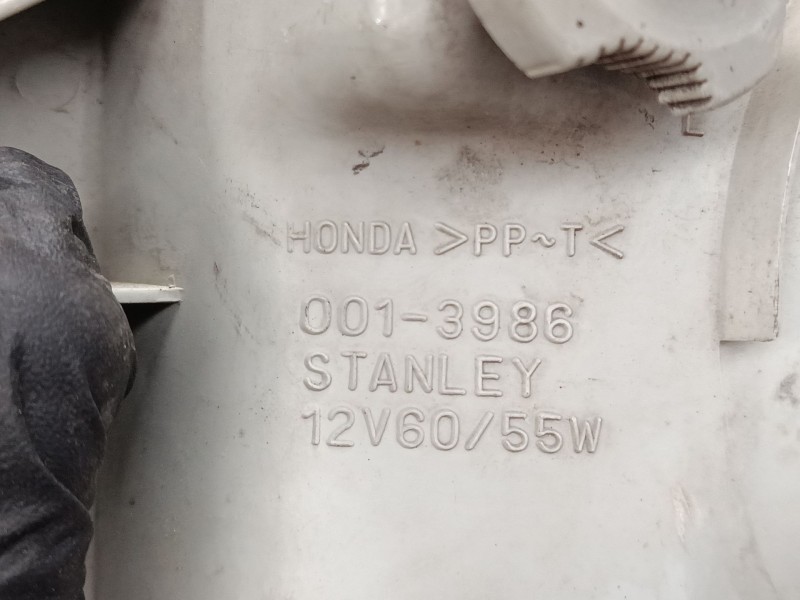 L
HONDA >PP~T<
001-3986
STANLEY
12V60/55W